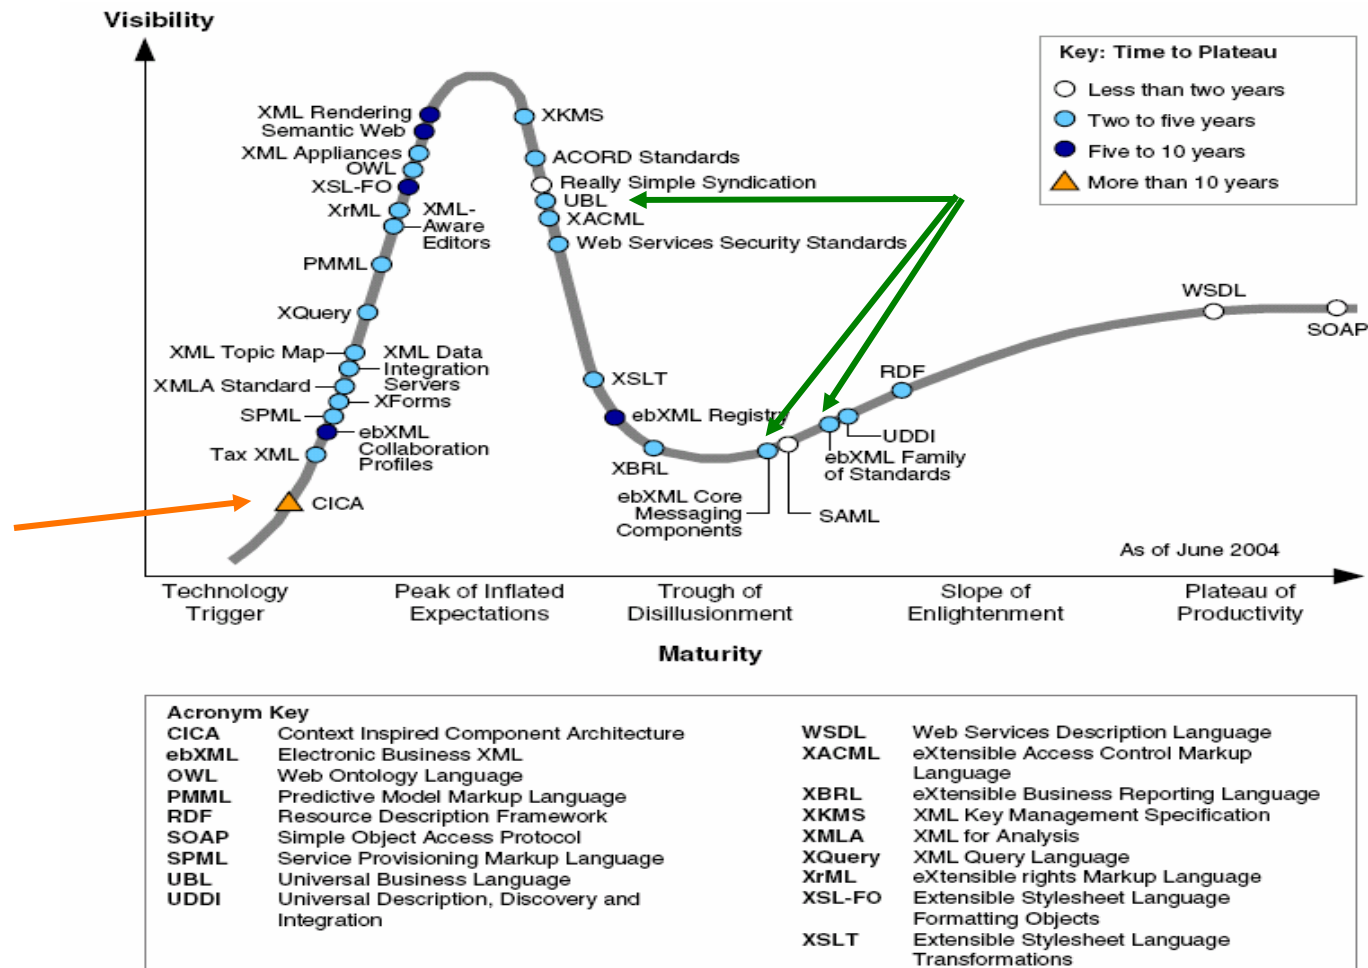 Visibility
Key: Time to Plateau
Less than two years
Two to five years
Five to 10 years
More than 10 years
XML Rendering
Semantic Web
XML Appliances
OWL
XSL-FO
XrML
XML-
Aware
Editors
PMML
XQuery
XML Topic Map
XML Data
Integration
Servers
XMLA Standard
XForms
SPML
ebXML
Collaboration
Profiles
Tax XML
CICA
XKMS
ACORD Standards
Really Simple Syndication
UBL
XACML
Web Services Security Standards
XSLT
ebXML Registry
XBRL
ebXML Core
Messaging
Components
SAML
ebXML Family
of Standards
UDDI
RDF
WSDL
SOAP
As of June 2004
Technology
Trigger
Peak of Inflated
Expectations
Trough of
Disillusionment
Slope of
Enlightenment
Plateau of
Productivity
Maturity
Acronym Key
CICA Context Inspired Component Architecture
ebXML Electronic Business XML
OWL Web Ontology Language
PMML Predictive Model Markup Language
RDF Resource Description Framework
SOAP Simple Object Access Protocol
SPML Service Provisioning Markup Language
UBL Universal Business Language
UDDI Universal Description, Discovery and
Integration
WSDL Web Services Description Language
XACML eXtensible Access Control Markup
Language
XBRL eXtensible Business Reporting Language
XKMS XML Key Management Specification
XMLA XML for Analysis
XQuery XML Query Language
XrML eXtensible rights Markup Language
XSL-FO Extensible Stylesheet Language
Formatting Objects
XSLT Extensible Stylesheet Language
Transformations